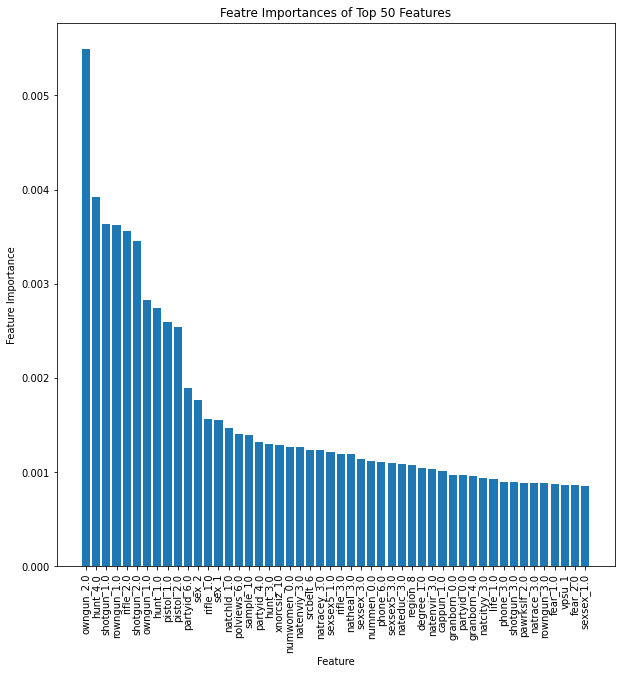 Featre Importances of Top 50 Features
Feature Importance
0.005
0.004
0.003
0.002
0.001
0.000
owngun_2.0
hunt_4.0
shotgun_1.0
rowngun_1.0
rifle_2.0
shotgun_2.0
owngun_1.0
hunt_1.0
pistol_1.0
pistol_2.0
partyid_6.0
sex_2
rifle_1.0
sex_1
natchld_1.0
polviews_6.0
sample_10
partyid_4.0
hunt_3.0
xnorcsiz_10
numwomen_0.0
natenviy_3.0
srcbelt_6
natracey_3.0
sexsex5_1.0
rifle_3.0
natheal_3.0
sexsex_3.0
nummen_0.0
phone_6.0
sexsex5_3.0
nateduc_3.0
region_8
degree_1.0
natenvir_3.0
cappun_1.0
granborn_0.0
partyid_0.0
granborn_4.0
natcityy_3.0
life_1.0
phone_3.0
shotgun_3.0
pawrkslf_2.0
natrace_3.0
rowngun_3.0
fear_1.0
vpsu_1
fear_2.0
sexsex_1.0
Feature